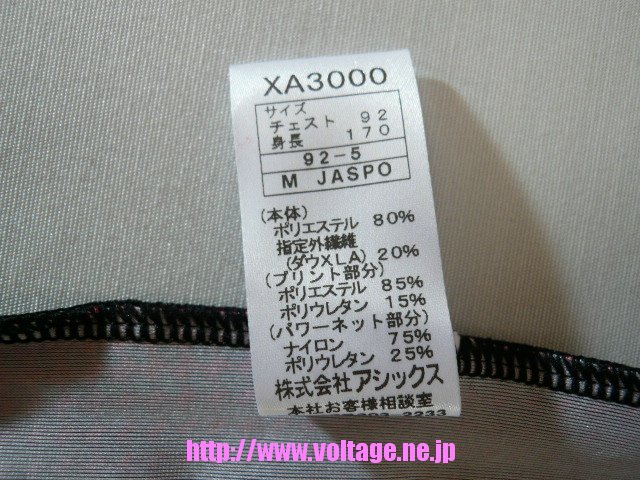 XA3000
サイズ
チェスト 92
身長 170
92-5
M JASPO
(本体)
ポリエステル 80%
指定外繊維
(ダウXLA) 20%
(プリント部分)
ポリエステル 85%
ポリウレタン 15%
(パワーネット部分)
ナイロン 75%
ポリウレタン 25%
株式会社アシックス
本社お客様相談室
http://www.voltage.ne.jp